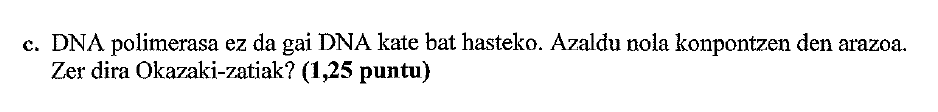 c. DNA polimerasa ez da gai DNA kate bat hasteko. Azaldu nola konpontzen den arazoa.
Zer dira Okazaki-zatiak? (1,25 puntu)